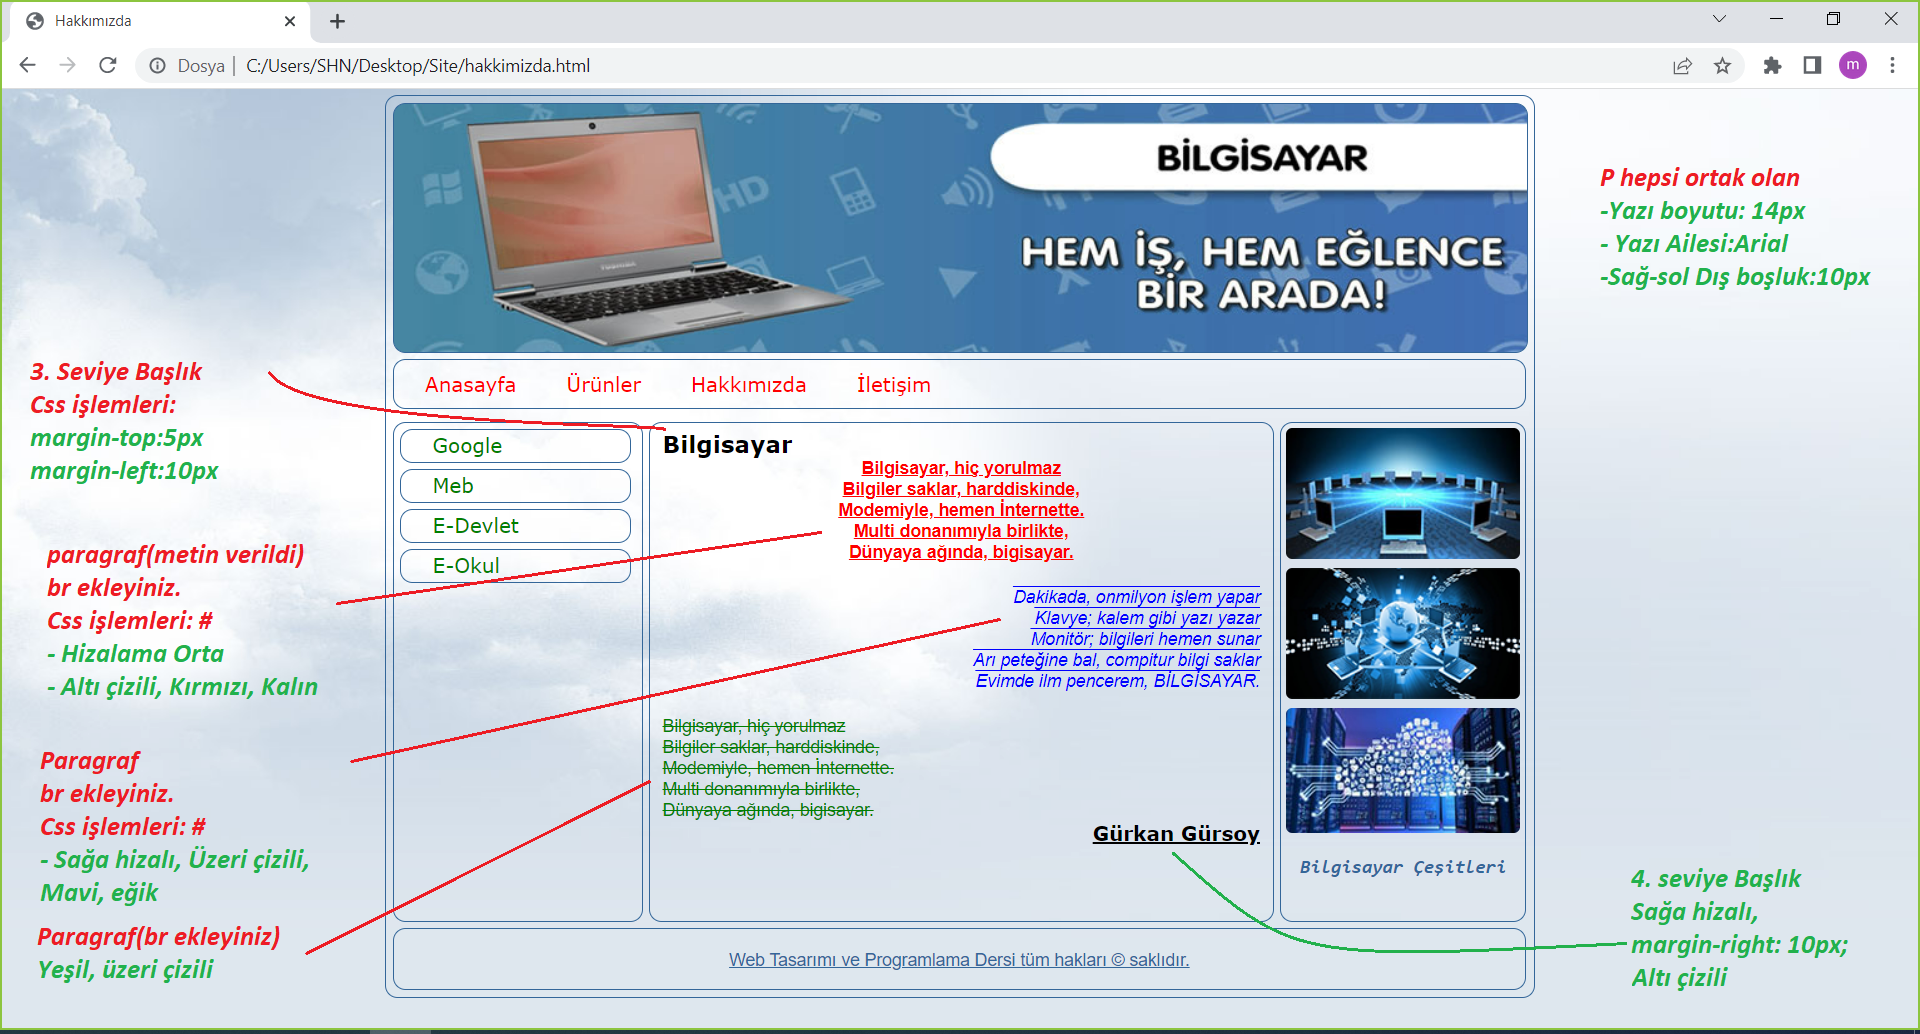 Hakkımızda
Dosya | C:/Users/SHN/Desktop/Site/hakkimizda.html
m
BİLGİSAYAR
HD
HEM İŞ, HEM EĞLENCE
BİR ARADA!
TOSHIBA
P hepsi ortak olan
-Yazı boyutu: 14px
- Yazı Ailesi:Arial
-Sağ-sol Dış boşluk:10px
3. Seviye Başlık
Css işlemleri:
margin-top:5px
margin-left:10px
Anasayfa Ürünler Hakkımızda İletişim
Google
Meb
E-Devlet
E-Okul
Bilgisayar
Bilgisayar, hiç yorulmaz
Bilgiler saklar, harddiskinde,
Modemiyle, hemen İnternette.
Multi donanımıyla birlikte,
Dünyaya ağında, bigisayar.
paragraf(metin verildi)
br ekleyiniz.
Css işlemleri: #
- Hizalama Orta
- Altı çizili, Kırmızı, Kalın
Dakikada, onmilyon işlem yapar
Klavye; kalem gibi yazı yazar
Monitör; bilgileri hemen sunar
Arı peteğine bal, compitur bilgi saklar
Evimde ilm pencerem, BİLGİSAYAR.
Paragraf
br ekleyiniz.
Css işlemleri: #
- Sağa hizalı, Üzeri çizili,
Mavi, eğik
Bilgisayar, hiç yorulmaz
Bilgiler saklar, harddiskinde,
Modemiyle, hemen İnternette.
Multi donanımıyla birlikte,
Dünyaya ağında, bigisayar.
Gürkan Gürsoy
Bilgisayar Çeşitleri
Paragraf(br ekleyiniz)
Yeşil, üzeri çizili
4. seviye Başlık
Sağa hizalı,
margin-right: 10px;
Altı çizili
Web Tasarımı ve Programlama Dersi tüm hakları © saklıdır.